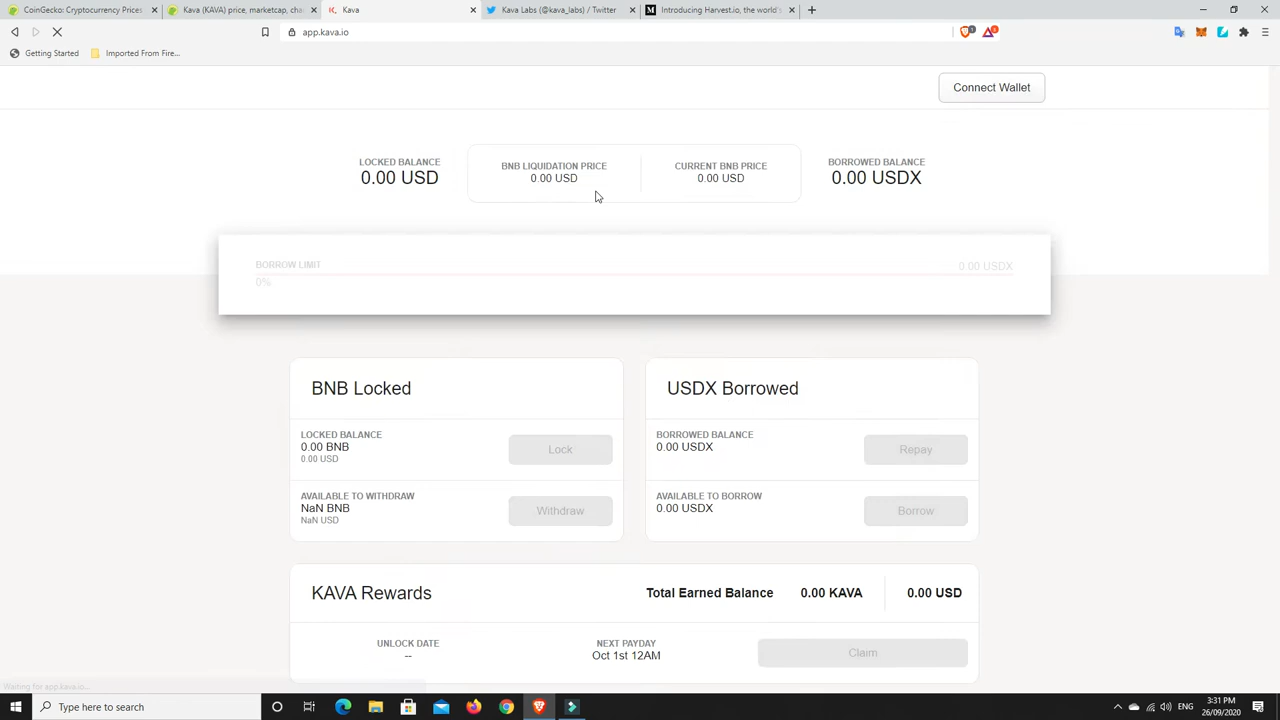 CoinGecko: Cryptocurrency Prices
Kava (KAVA) price, marketcap, cho
Kava
Kava Labs (@kava_labs) / Twitter
Introducing Harvest.io, the world's
app.kava.io
Getting Started
Imported From Fire...
Connect Wallet
LOCKED BALANCE
0.00 USD
BNB LIQUIDATION PRICE
0.00 USD
CURRENT BNB PRICE
0.00 USD
BORROWED BALANCE
0.00 USDX
BORROW LIMIT
0.00 USDX
0%
BNB Locked
LOCKED BALANCE
0.00 BNB
0.00 USD
Lock
AVAILABLE TO WITHDRAW
NaN BNB
NaN USD
Withdraw
USDX Borrowed
BORROWED BALANCE
0.00 USDX
Repay
AVAILABLE TO BORROW
0.00 USDX
Borrow
KAVA Rewards
Total Earned Balance
0.00 KAVA
0.00 USD
UNLOCK DATE
--
NEXT PAYDAY
Oct 1st 12AM
Claim
Waiting for app.kava.io...
Type here to search
ENG
3:31 PM
26/09/2020